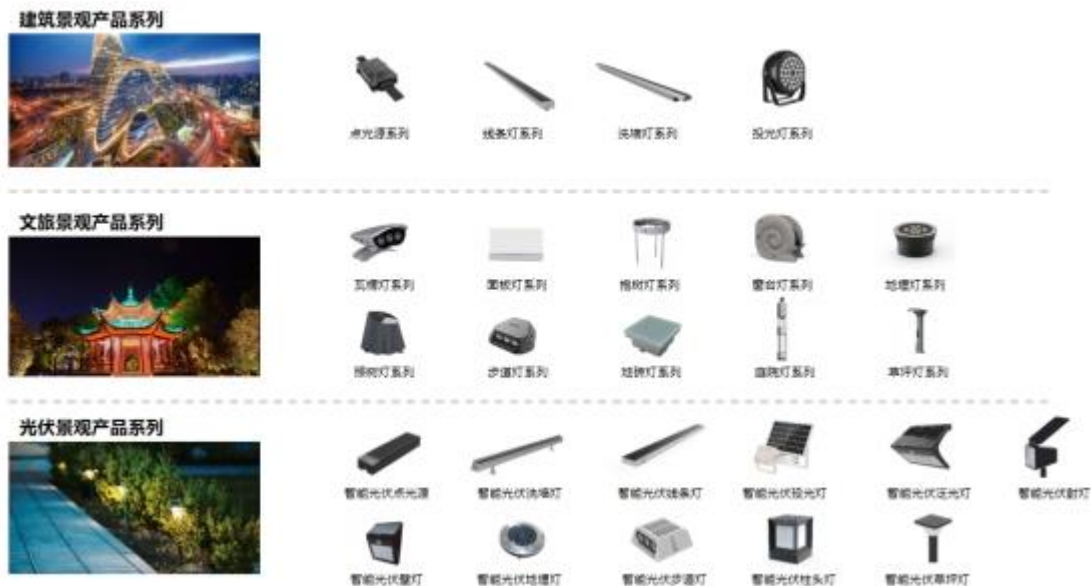 建筑景观产品系列
点光源系列 线条灯系列 洗墙灯系列 投光灯系列
文旅景观产品系列
瓦楞灯系列 面板灯系列 抱树灯系列 窗台灯系列 地埋灯系列
照树灯系列 步道灯系列 地砖灯系列 庭院灯系列 草坪灯系列
光伏景观产品系列
智能光伏点光源 智能光伏洗墙灯 智能光伏线条灯 智能光伏投光灯 智能光伏泛光灯 智能光伏射灯
智能光伏壁灯 智能光伏地埋灯 智能光伏步道灯 智能光伏柱头灯 智能光伏草坪灯